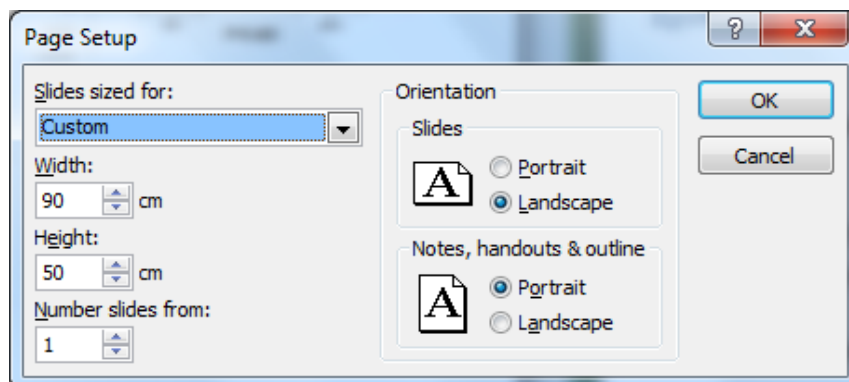 Page Setup
?
X
Slides sized for:
Custom
Width:
90 cm
Height:
50 cm
Number slides from:
1
Orientation
Slides
A
Portrait
Landscape
Notes, handouts & outline
A
Portrait
Landscape
OK
Cancel